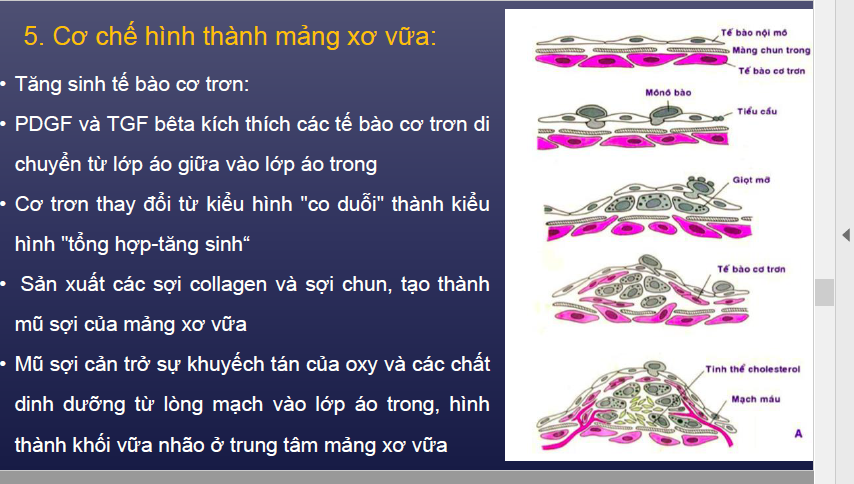 5. Cơ chế hình thành mảng xơ vữa:
• Tăng sinh tế bào cơ trơn:
• PDGF và TGF bêta kích thích các tế bào cơ trơn di
chuyển từ lớp áo giữa vào lớp áo trong
• Cơ trơn thay đổi từ kiểu hình "co duỗi" thành kiểu
hình "tổng hợp-tăng sinh“
• Sản xuất các sợi collagen và sợi chun, tạo thành
mũ sợi của mảng xơ vữa
• Mũ sợi cản trở sự khuyếch tán của oxy và các chất
dinh dưỡng từ lòng mạch vào lớp áo trong, hình
thành khối vữa nhão ở trung tâm mảng xơ vữa
Tế bào nội mô
Màng chun trong
Tế bào cơ trơn
Mônô bào
Tiểu cầu
Giọt mỡ
Tế bào cơ trơn
Tinh thể cholesterol
Mạch máu
A